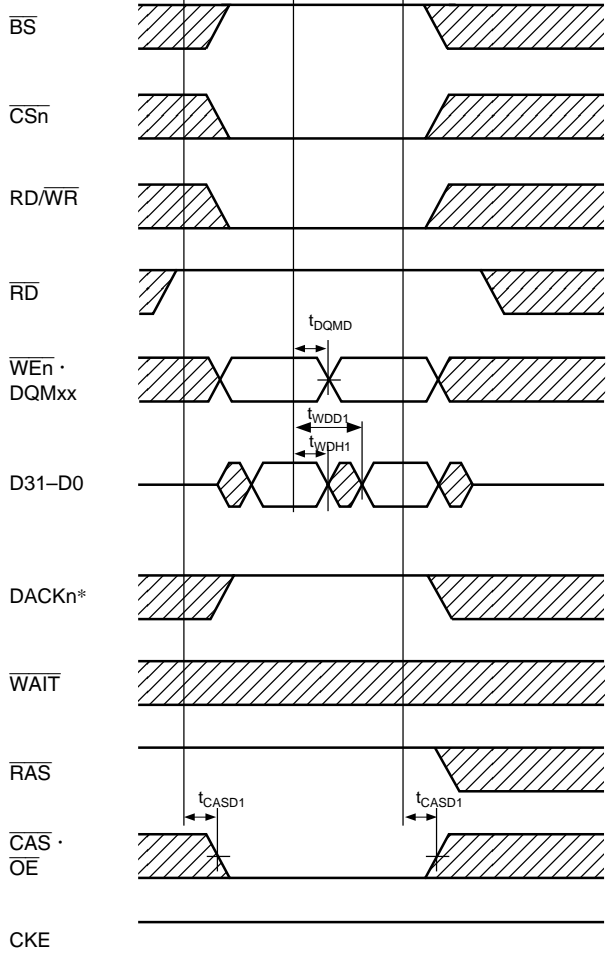 BS
CSn
RD/WR
RD
tDQMD
WEn ·
DQMxx
tWDD1
tWDH1
D31–D0
DACKn*
WAIT
RAS
tCASD1 tCASD1
CAS ·
OE
CKE